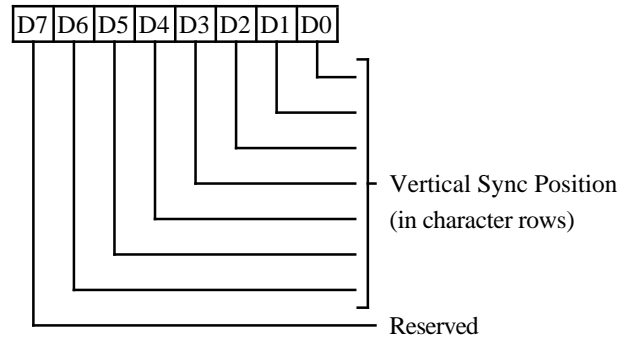 D7 D6 D5 D4 D3 D2 D1 D0
Vertical Sync Position
(in character rows)
Reserved